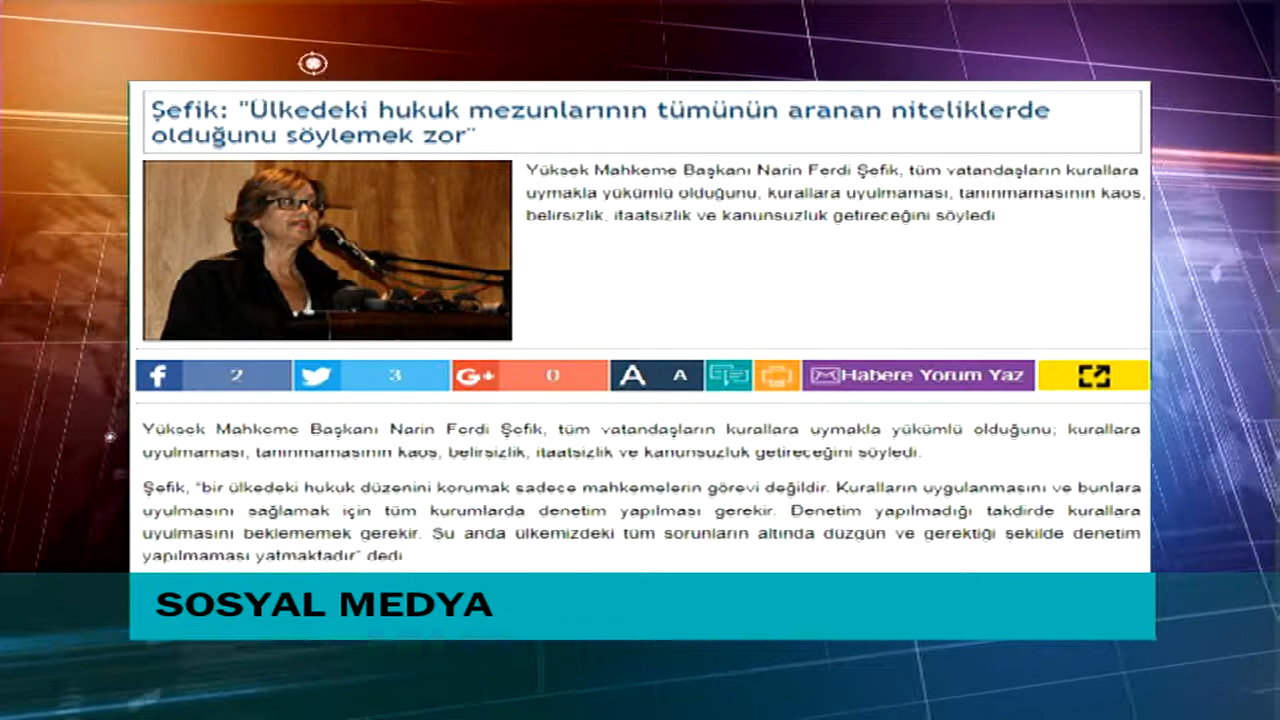 Şefik: "Ülkedeki hukuk mezunlarının tümünün aranan niteliklerde
olduğunu söylemek zor"
Yüksek Mahkeme Başkanı Narin Ferdi Şefik, tüm vatandaşların kurallara
uymakla yükümlü olduğunu, kurallara uyulmaması, tanınmamasının kaos,
belirsizlik, itaatsizlik ve kanunsuzluk getireceğini söyledi
f 2 3 G+ 0 A A Habere Yorum Yaz
Yüksek Mahkeme Başkanı Narin Ferdi Şefik, tüm vatandaşların kurallara uymakla yükümlü olduğunu; kurallara
uyulmaması, tanınmamasının kaos, belirsizlik, itaatsizlik ve kanunsuzluk getireceğini söyledi.
Şefik, "bir ülkedeki hukuk düzenini korumak sadece mahkemelerin görevi değildir. Kuralların uygulanmasını ve bunlara
uyulmasını sağlamak için tüm kurumlarda denetim yapılması gerekir. Denetim yapılmadığı takdirde kurallara
uyulmasını beklememek gerekir. Şu anda ülkemizdeki tüm sorunların altında düzgün ve gerektiği şekilde denetim
yapılmaması yatmaktadır" dedi
SOSYAL MEDYA